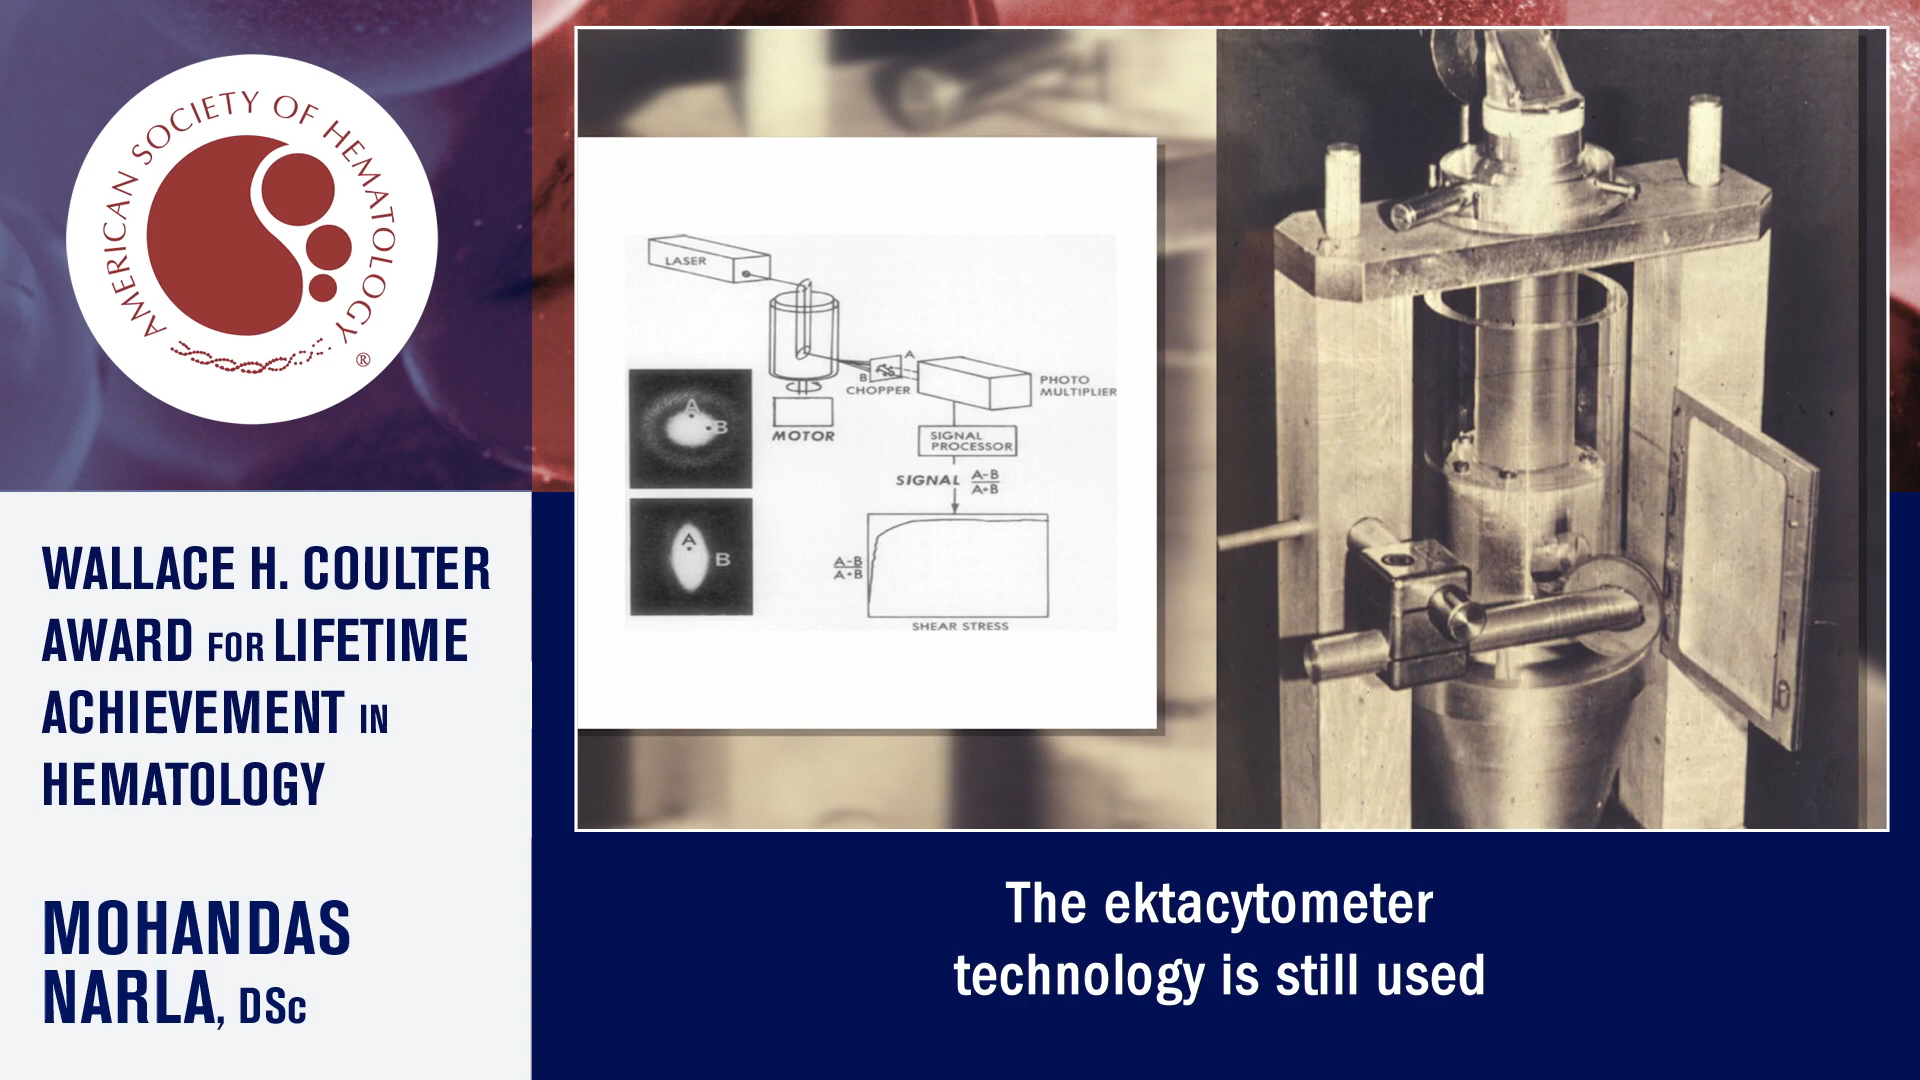 AMERICAN SOCIETY OF HEMATOLOGY
®
WALLACE H. COULTER
AWARD FOR LIFETIME
ACHIEVEMENT IN
HEMATOLOGY
MOHANDAS
NARLA, DSc
LASER
A
B
CHOPPER
PHOTO
MULTIPLIER
MOTOR
SIGNAL
PROCESSOR
SIGNAL A-B
A+B
A
B
A
B
A-B
A+B
SHEAR STRESS
The ektacytometer
technology is still used